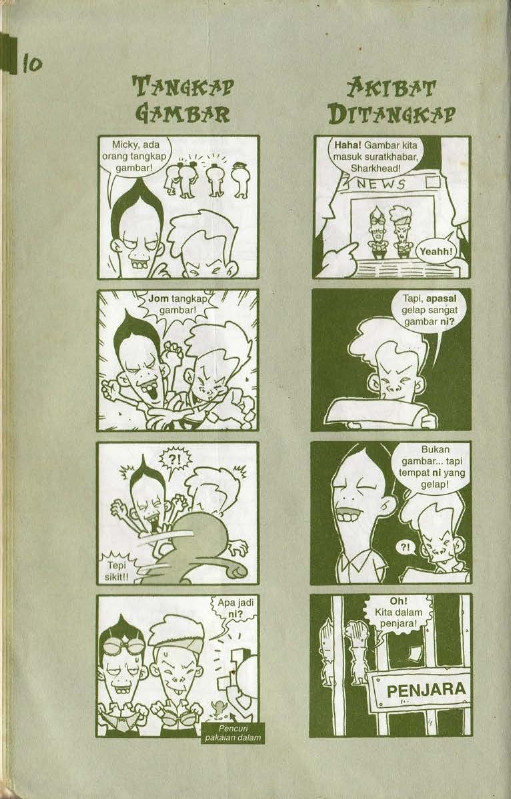 10
TANGKAP
GAMBAR
Micky, ada
orang tangkap
gambar!
Jom tangkap
gambar!
?!
Tepi
sikit!!
Apa jadi
ni?
Pencuri
pakaian dalam
AKIBAT
DITANGKAP
Haha! Gambar kita
masuk suratkhabar,
Sharkhead!
NEWS
Yeahh!
Tapi, apasal
gelap sangat
gambar ni?
Bukan
gambar... tapi
tempat ni yang
gelap!
?!
Oh!
Kita dalam
penjara!
PENJARA